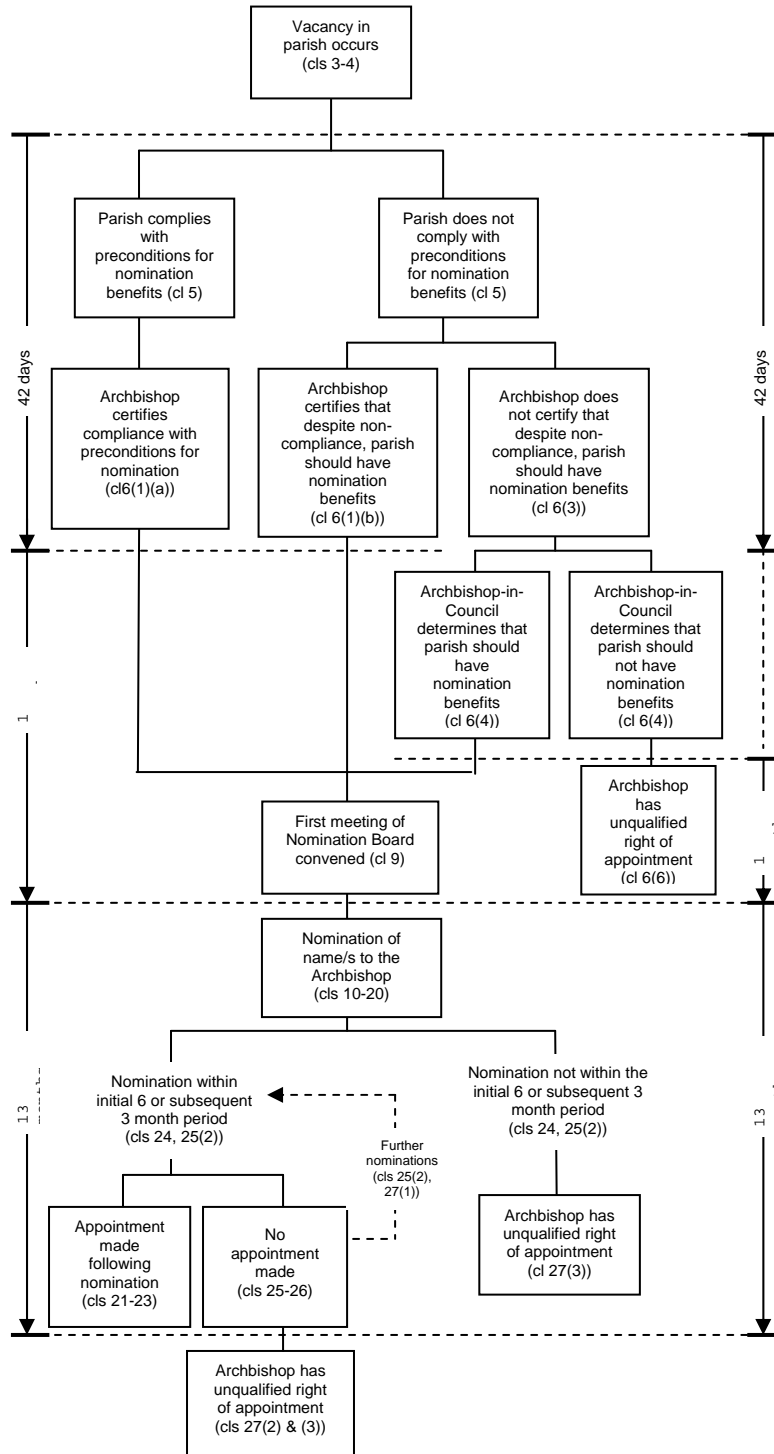 Vacancy in
parish occurs
(cls 3-4)
Parish complies
with
preconditions for
nomination
benefits (cl 5)
Parish does not
comply with
preconditions
for nomination
benefits (cl 5)
42 days
42 days
Archbishop
certifies
compliance with
preconditions for
nomination
(cl6(1)(a))
Archbishop
certifies that
despite non-
compliance, parish
should have
nomination
benefits
(cl 6(1)(b))
Archbishop does
not certify that
despite non-
compliance, parish
should have
nomination benefits
(cl 6(3))
Archbishop-in-
Council
determines that
parish should
have
nomination
benefits
(cl 6(4))
Archbishop-in-
Council
determines that
parish should
not have
nomination
benefits
(cl 6(4))
1
First meeting of
Nomination Board
convened (cl 9)
Archbishop
has
unqualified
right of
appointment
(cl 6(6))
1
Nomination of
name/s to the
Archbishop
(cls 10-20)
13
Nomination within
initial 6 or subsequent
3 month period
(cls 24, 25(2))
Further
nominations
(cls 25(2),
27(1))
Nomination not within the
initial 6 or subsequent 3
month period
(cls 24, 25(2))
13
Appointment
made
following
nomination
(cls 21-23)
No
appointment
made
(cls 25-26)
Archbishop has
unqualified right
of appointment
(cl 27(3))
Archbishop has
unqualified right
of appointment
(cls 27(2) & (3))